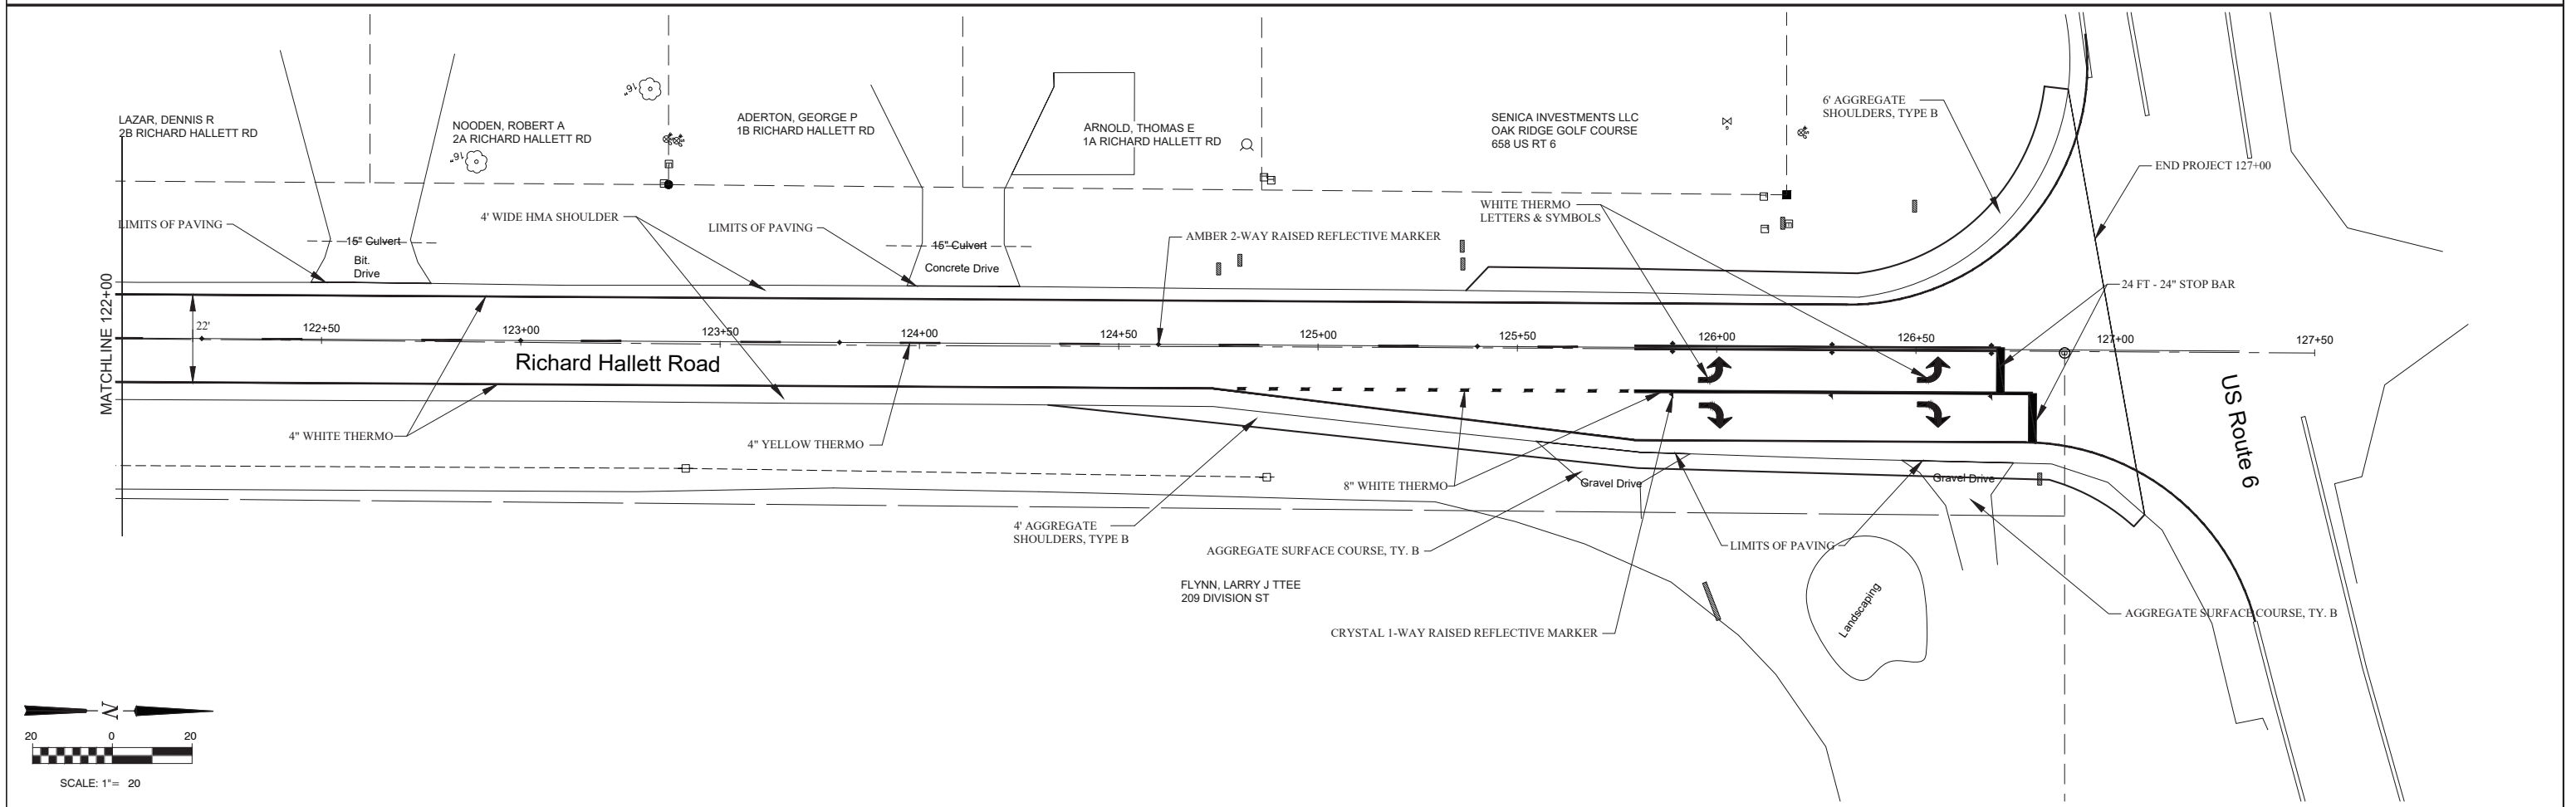 LAZAR, DENNIS R
2B RICHARD HALLETT RD
NOODEN, ROBERT A
2A RICHARD HALLETT RD
16"
16"
ADERTON, GEORGE P
1B RICHARD HALLETT RD
ARNOLD, THOMAS E
1A RICHARD HALLETT RD
SENICA INVESTMENTS LLC
OAK RIDGE GOLF COURSE
658 US RT 6
6' AGGREGATE
SHOULDERS, TYPE B
END PROJECT 127+00
LIMITS OF PAVING
15" Culvert
Bit.
Drive
4' WIDE HMA SHOULDER
LIMITS OF PAVING
15" Culvert
Concrete Drive
AMBER 2-WAY RAISED REFLECTIVE MARKER
WHITE THERMO
LETTERS & SYMBOLS
24 FT - 24" STOP BAR
MATCHLINE 122+00
22'
122+50
123+00
123+50
124+00
124+50
125+00
125+50
126+00
126+50
127+00
127+50
Richard Hallett Road
US Route 6
4" WHITE THERMO
4" YELLOW THERMO
8" WHITE THERMO
Gravel Drive
Gravel Drive
4' AGGREGATE
SHOULDERS, TYPE B
AGGREGATE SURFACE COURSE, TY. B
LIMITS OF PAVING
FLYNN, LARRY J TTEE
209 DIVISION ST
Landscaping
AGGREGATE SURFACE COURSE, TY. B
CRYSTAL 1-WAY RAISED REFLECTIVE MARKER
N
20 0 20
SCALE: 1"= 20